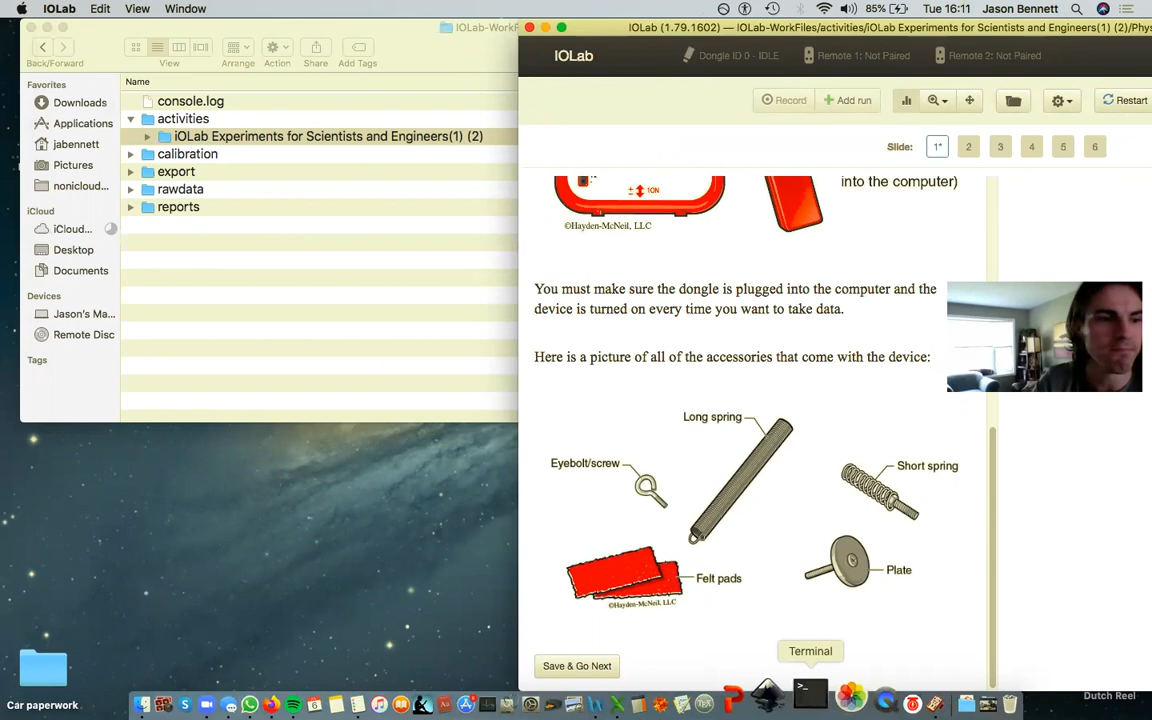 IOLab Edit View Window
85% Tue 16:11 Jason Bennett
IOLab-WorkF
IOLab (1.79.1602) — IOLab-WorkFiles/activities/iOLab Experiments for Scientists and Engineers(1) (2)/Phys
Back/Forward View Arrange Action Share Add Tags
IOLab Dongle ID 0 - IDLE Remote 1: Not Paired Remote 2: Not Paired
Favorites
Downloads
Applications
jabennett
Pictures
nonicloud...
iCloud
iCloud...
Desktop
Documents
Devices
Jason's Ma...
Remote Disc
Tags
Name
console.log
activities
iOLab Experiments for Scientists and Engineers(1) (2)
calibration
export
rawdata
reports
Record Add run Restart
Slide: 1* 2 3 4 5 6
± 10N
into the computer)
©Hayden-McNeil, LLC
You must make sure the dongle is plugged into the computer and the
device is turned on every time you want to take data.
Here is a picture of all of the accessories that come with the device:
Long spring
Eyebolt/screw
Short spring
Felt pads
Plate
©Hayden-McNeil, LLC
Save & Go Next
Terminal
Car paperwork
Dutch Reel